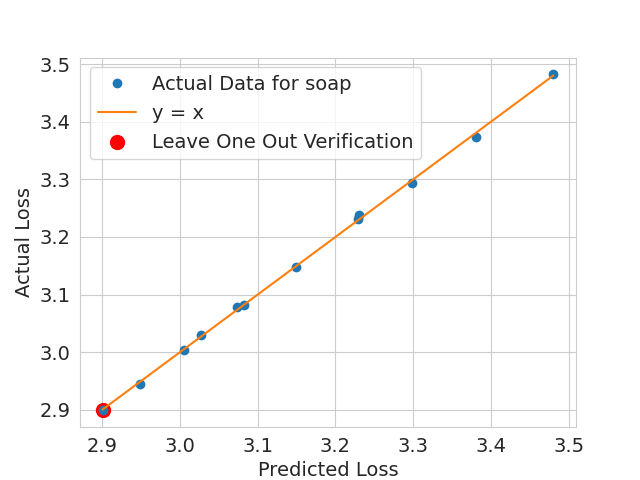 3.5
3.4
3.3
3.2
3.1
3.0
2.9
Actual Loss
Actual Data for soap
y = x
Leave One Out Verification
2.9 3.0 3.1 3.2 3.3 3.4 3.5
Predicted Loss